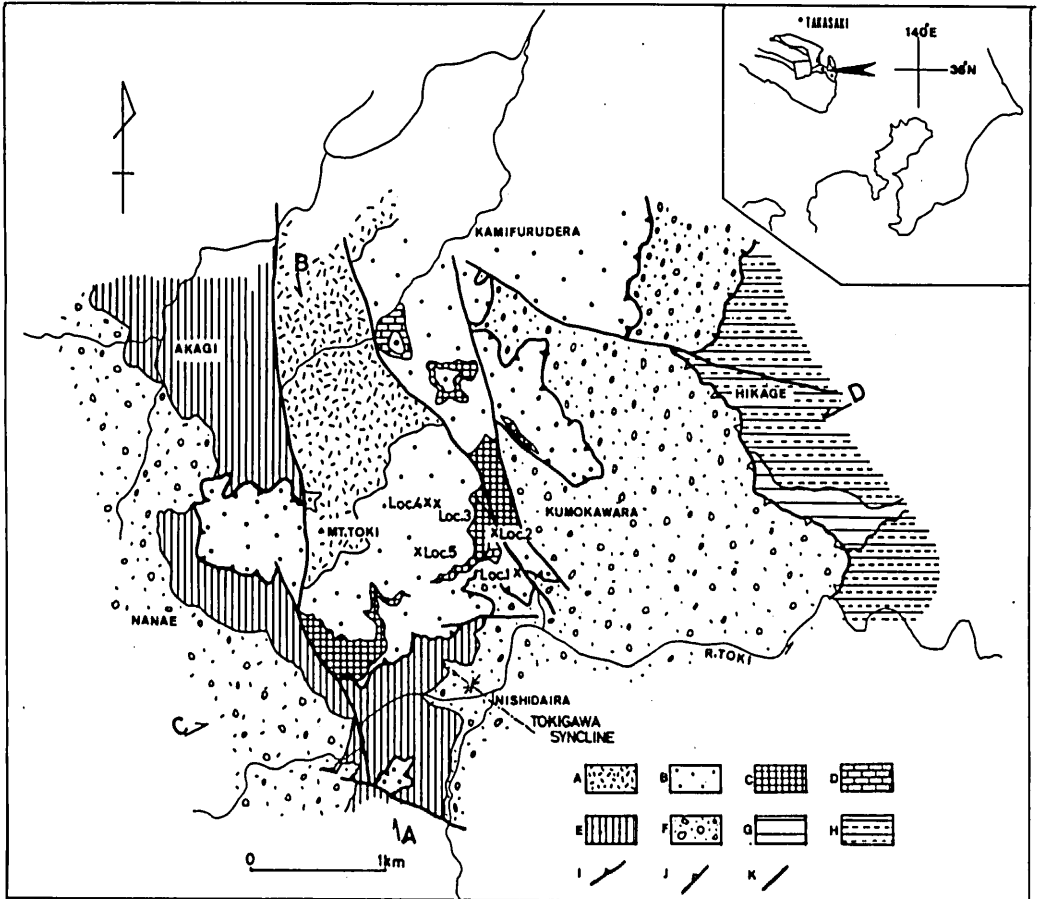 TAKASAKI
140°E
36°N
KAMIFURUDERA
B
AKAGI
HIKAGE
D
Loc.4
Loc.3
KUMOKAWARA
MT.TOKI
Loc.2
Loc.5
Loc.1
NANAE
R.TOKI
C
NISHIDAIRA
TOKIGAWA
SYNCLINE
A
B
C
D
E
F
G
H
I
J
K
A
0 1km